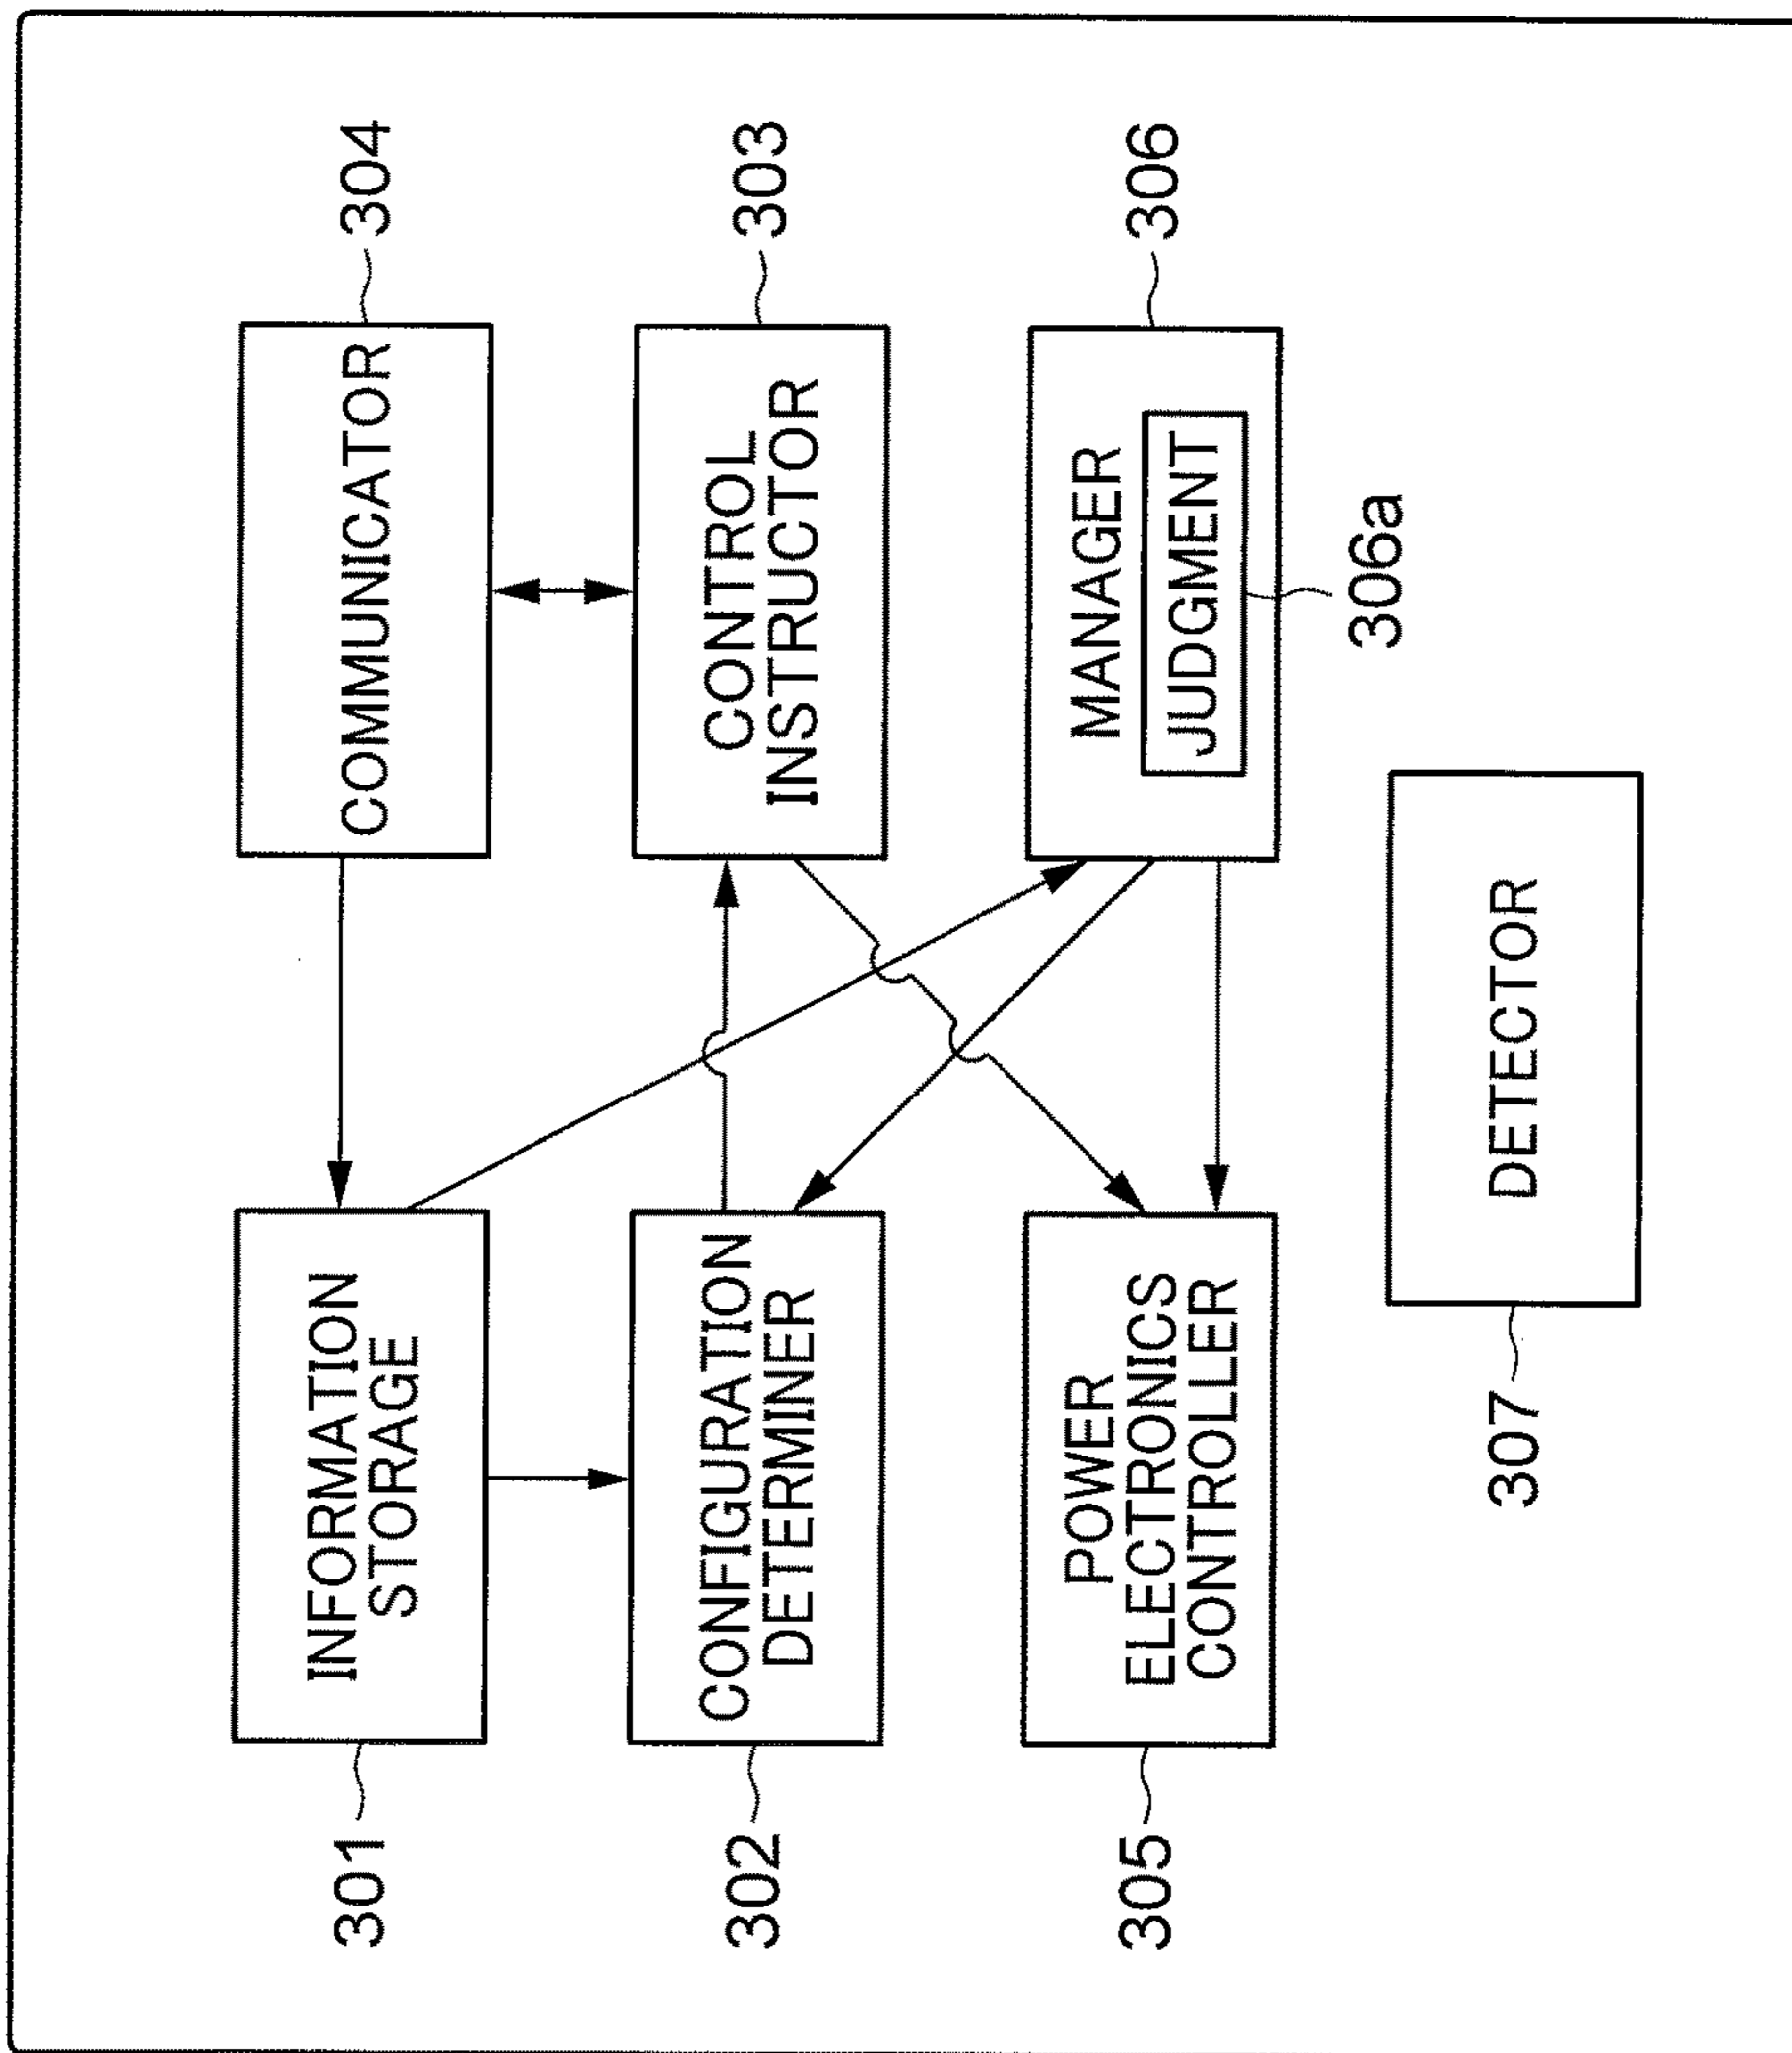 304
COMMUNICATOR
303
CONTROL
INSTRUCTOR
306
MANAGER
JUDGMENT
306a
INFORMATION
STORAGE
301
CONFIGURATION
DETERMINER
302
POWER
ELECTRONICS
CONTROLLER
305
DETECTOR
307